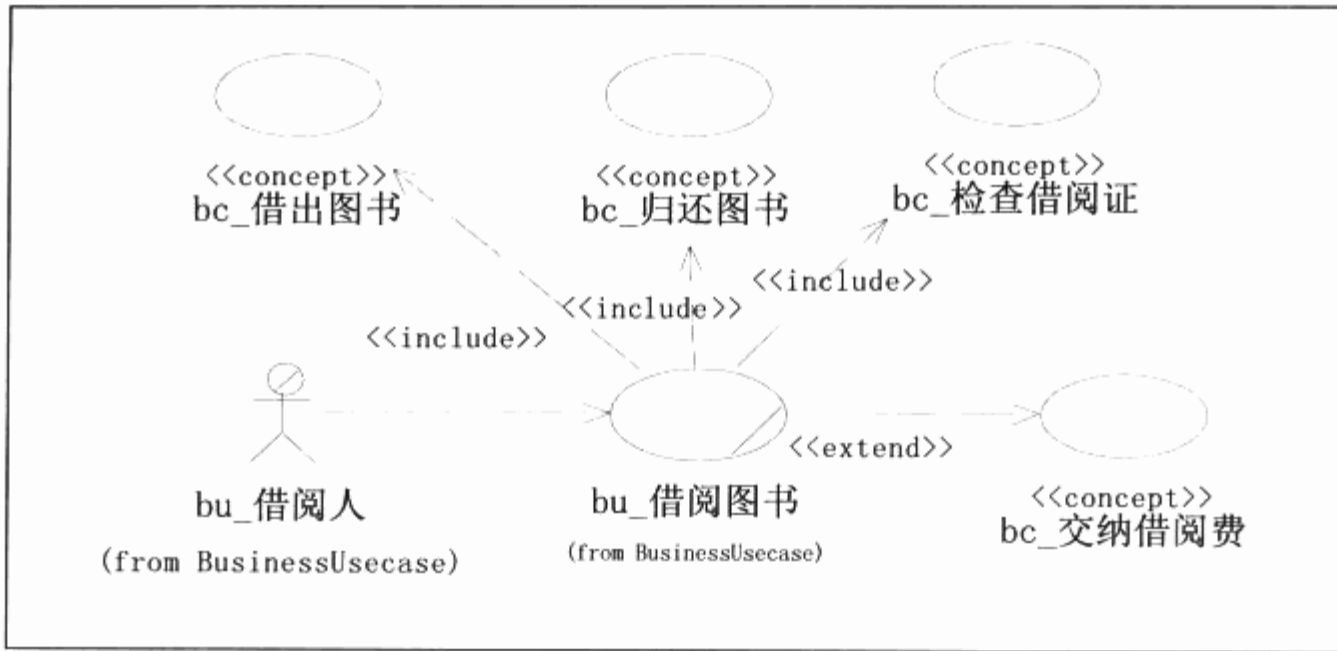 <<concept>>
bc_借出图书
<<concept>>
bc_归还图书
<<concept>>
bc_检查借阅证
<<include>>
<<include>>
<<include>>
bu_借阅人
(from BusinessUsecase)
bu_借阅图书
(from BusinessUsecase)
<<extend>>
<<concept>>
bc_交纳借阅费